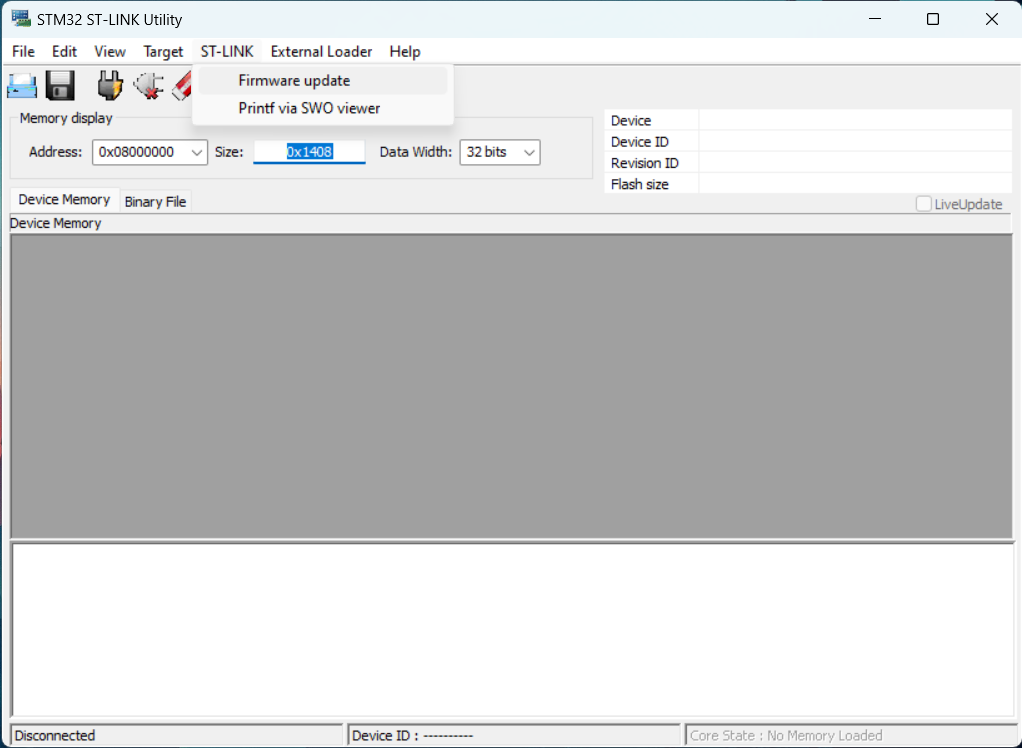 STM32 ST-LINK Utility
File Edit View Target ST-LINK External Loader Help
Firmware update
Printf via SWO viewer
Memory display
Address: 0x08000000 Size: 0x1408 Data Width: 32 bits
Device
Device ID
Revision ID
Flash size
LiveUpdate
Device Memory Binary File
Device Memory
Disconnected
Device ID : ----------
Core State : No Memory Loaded